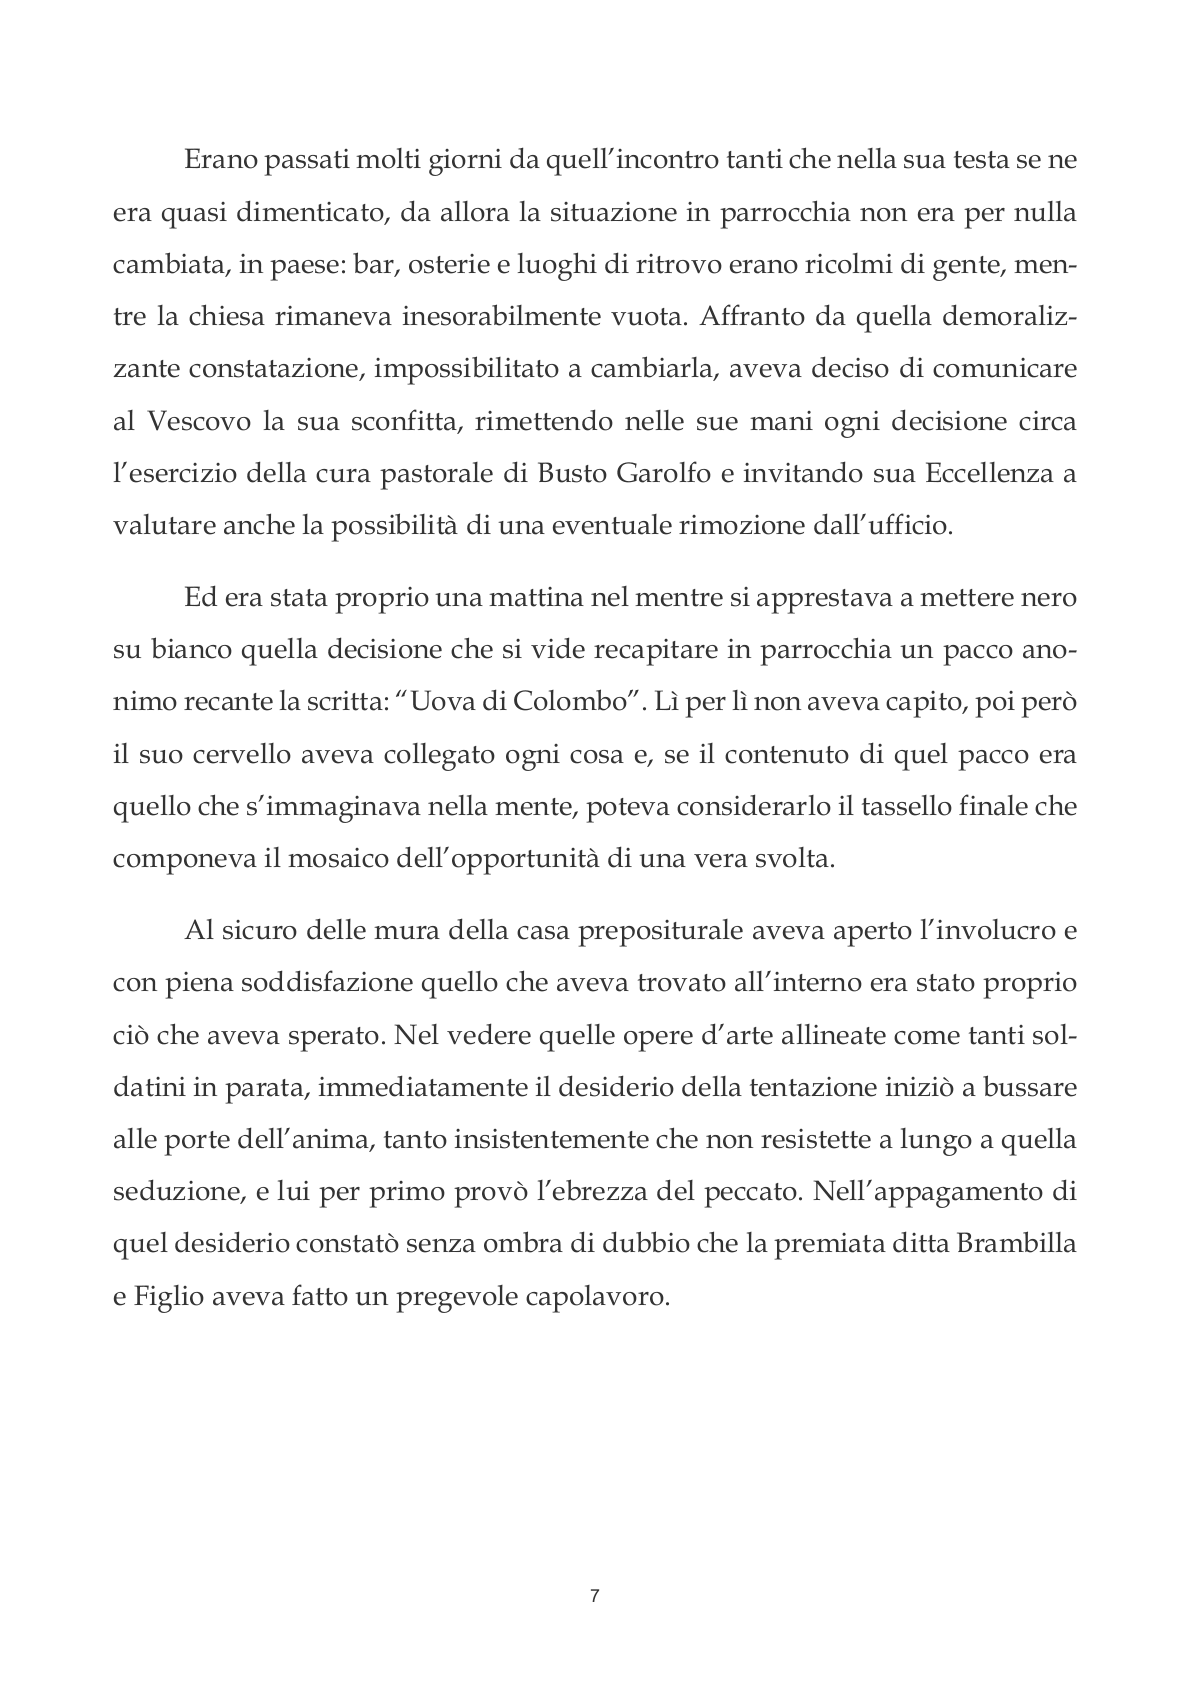 Erano passati molti giorni da quell’incontro tanti che nella sua testa se ne
era quasi dimenticato, da allora la situazione in parrocchia non era per nulla
cambiata, in paese: bar, osterie e luoghi di ritrovo erano ricolmi di gente, men-
tre la chiesa rimaneva inesorabilmente vuota. Affranto da quella demoraliz-
zante constatazione, impossibilitato a cambiarla, aveva deciso di comunicare
al Vescovo la sua sconfitta, rimettendo nelle sue mani ogni decisione circa
l’esercizio della cura pastorale di Busto Garolfo e invitando sua Eccellenza a
valutare anche la possibilità di una eventuale rimozione dall’ufficio.
Ed era stata proprio una mattina nel mentre si apprestava a mettere nero
su bianco quella decisione che si vide recapitare in parrocchia un pacco ano-
nimo recante la scritta: “Uova di Colombo”. Lì per lì non aveva capito, poi però
il suo cervello aveva collegato ogni cosa e, se il contenuto di quel pacco era
quello che s’immaginava nella mente, poteva considerarlo il tassello finale che
componeva il mosaico dell’opportunità di una vera svolta.
Al sicuro delle mura della casa prepositurale aveva aperto l’involucro e
con piena soddisfazione quello che aveva trovato all’interno era stato proprio
ciò che aveva sperato. Nel vedere quelle opere d’arte allineate come tanti sol-
datini in parata, immediatamente il desiderio della tentazione iniziò a bussare
alle porte dell’anima, tanto insistentemente che non resistette a lungo a quella
seduzione, e lui per primo provò l’ebrezza del peccato. Nell’appagamento di
quel desiderio constatò senza ombra di dubbio che la premiata ditta Brambilla
e Figlio aveva fatto un pregevole capolavoro.
7